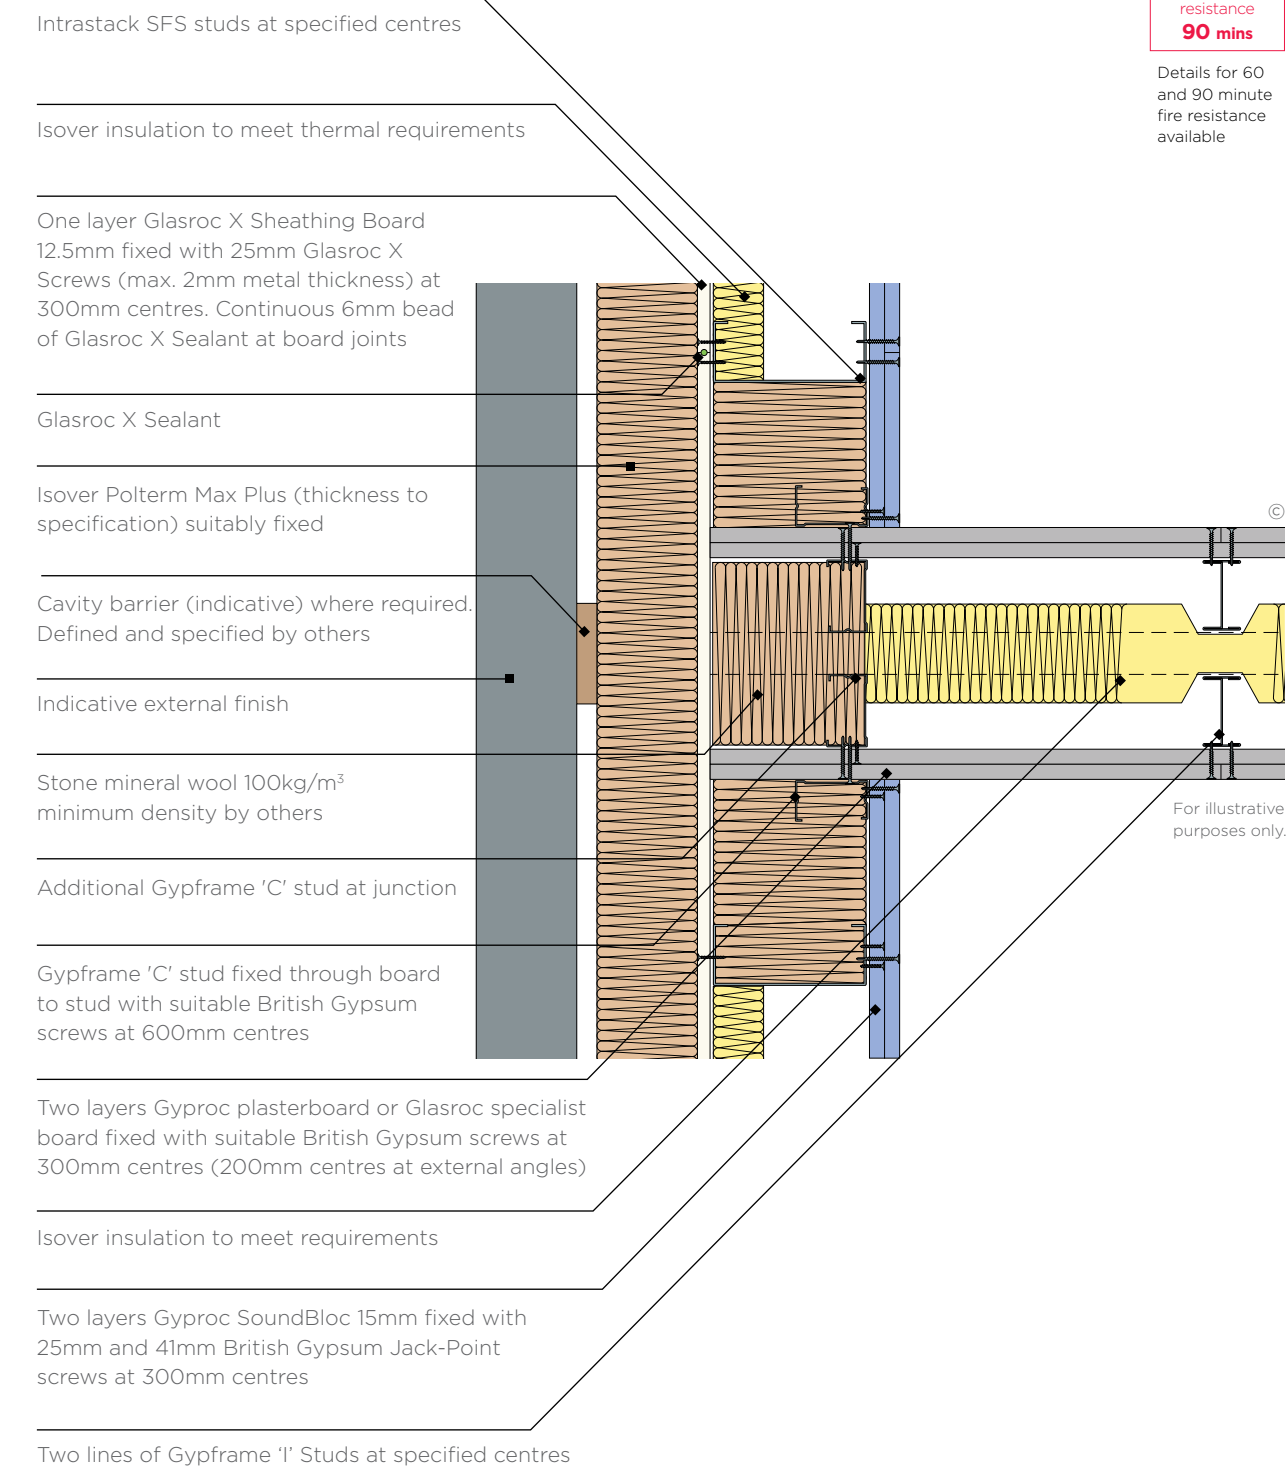 Intrastack SFS studs at specified centres
resistance
90 mins
Details for 60
and 90 minute
fire resistance
available
Isover insulation to meet thermal requirements
One layer Glasroc X Sheathing Board
12.5mm fixed with 25mm Glasroc X
Screws (max. 2mm metal thickness) at
300mm centres. Continuous 6mm bead
of Glasroc X Sealant at board joints
Glasroc X Sealant
Isover Polterm Max Plus (thickness to
specification) suitably fixed
©
Cavity barrier (indicative) where required.
Defined and specified by others
Indicative external finish
Stone mineral wool 100kg/m³
minimum density by others
For illustrative
purposes only.
Additional Gypframe 'C' stud at junction
Gypframe 'C' stud fixed through board
to stud with suitable British Gypsum
screws at 600mm centres
Two layers Gyproc plasterboard or Glasroc specialist
board fixed with suitable British Gypsum screws at
300mm centres (200mm centres at external angles)
Isover insulation to meet requirements
Two layers Gyproc SoundBloc 15mm fixed with
25mm and 41mm British Gypsum Jack-Point
screws at 300mm centres
Two lines of Gypframe ‘I’ Studs at specified centres